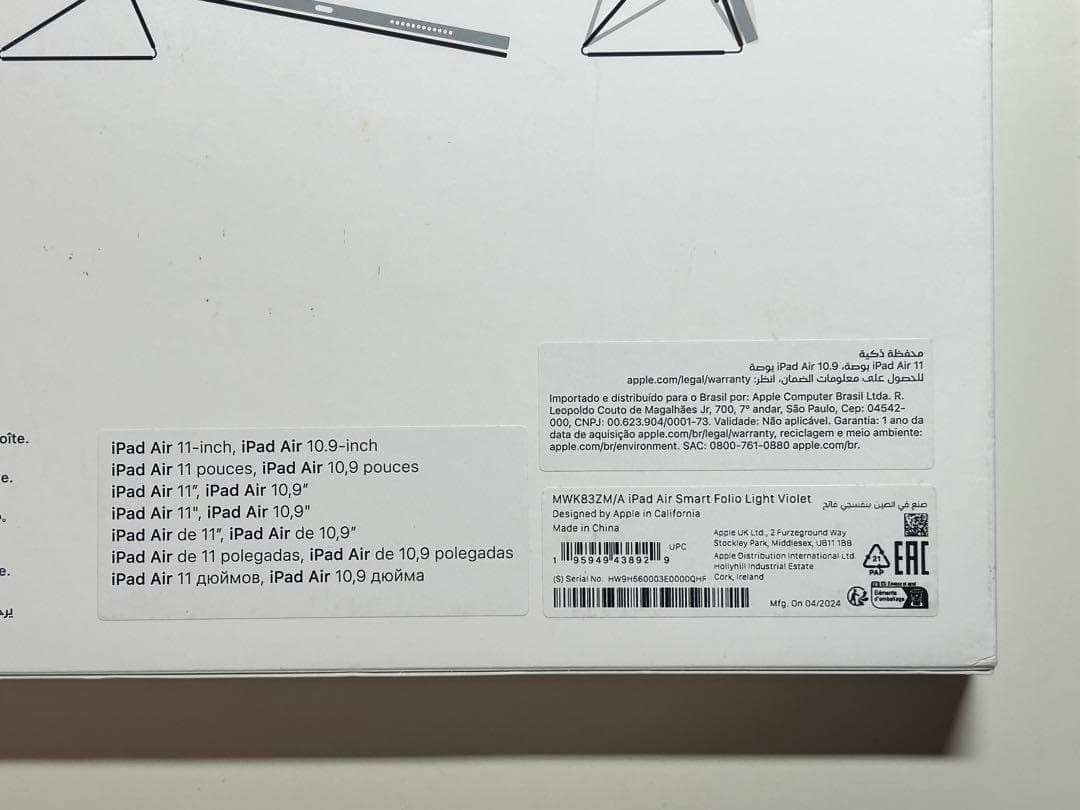 oîte.
e.
e.
iPad Air 11-inch, iPad Air 10.9-inch
iPad Air 11 pouces, iPad Air 10,9 pouces
iPad Air 11”, iPad Air 10,9”
iPad Air 11", iPad Air 10,9"
iPad Air de 11”, iPad Air de 10,9”
iPad Air de 11 polegadas, iPad Air de 10,9 polegadas
iPad Air 11 дюймов, iPad Air 10,9 дюйма
محفظة ذكية
iPad Air 11 بوصة، iPad Air 10.9 بوصة
للحصول على معلومات الضمان، انظر: apple.com/legal/warranty
Importado e distribuído para o Brasil por: Apple Computer Brasil Ltda. R.
Leopoldo Couto de Magalhães Jr, 700, 7° andar, São Paulo, Cep: 04542-
000, CNPJ: 00.623.904/0001-73. Validade: Não aplicável. Garantia: 1 ano da
data de aquisição apple.com/br/legal/warranty, reciclagem e meio ambiente:
apple.com/br/environment. SAC: 0800-761-0880 apple.com/br.
MWK83ZM/A iPad Air Smart Folio Light Violet
صنع في الصين بنفسجي فاتح
Designed by Apple in California
Made in China
1 95949 43892 9
UPC
(S) Serial No. HW9H560003E0000QHF
Apple UK Ltd., 2 Furzeground Way
Stockley Park, Middlesex, UB11 1BB
Apple Distribution International Ltd.
Hollyhill Industrial Estate
Cork, Ireland
Mfg. On 04/2024
21
PAP
EAC
Éléments
d'emballage